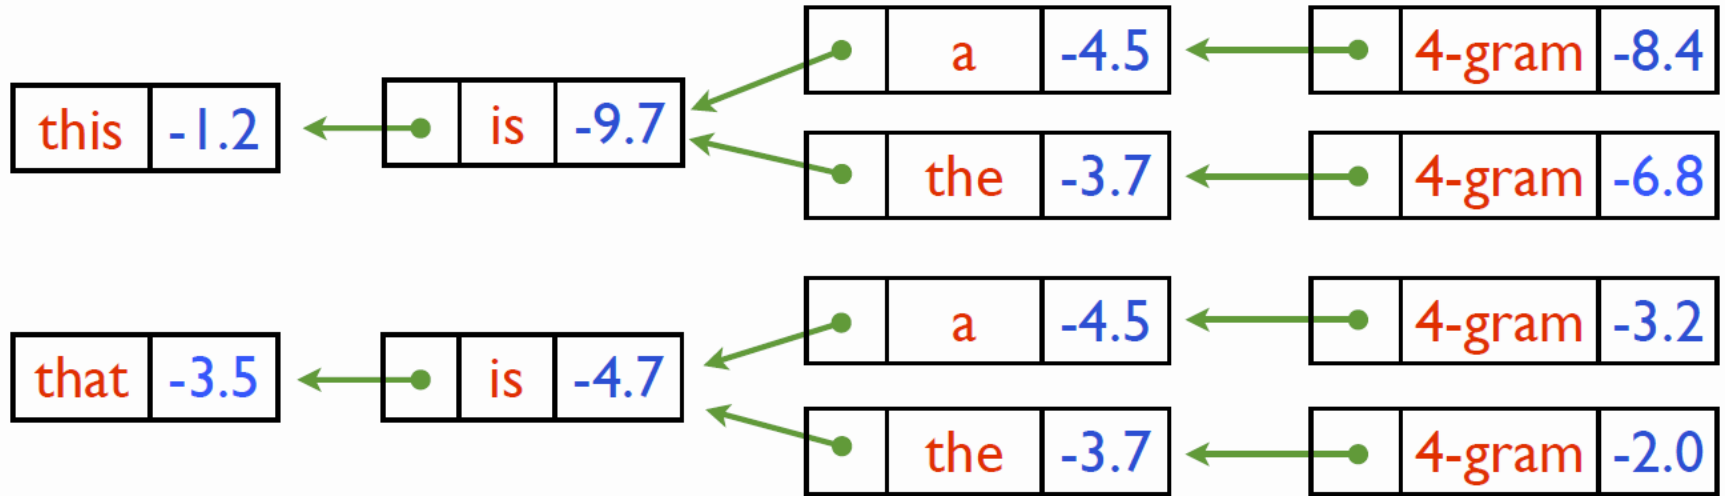 a -4.5 4-gram -8.4
this -1.2 is -9.7
the -3.7 4-gram -6.8
a -4.5 4-gram -3.2
that -3.5 is -4.7
the -3.7 4-gram -2.0